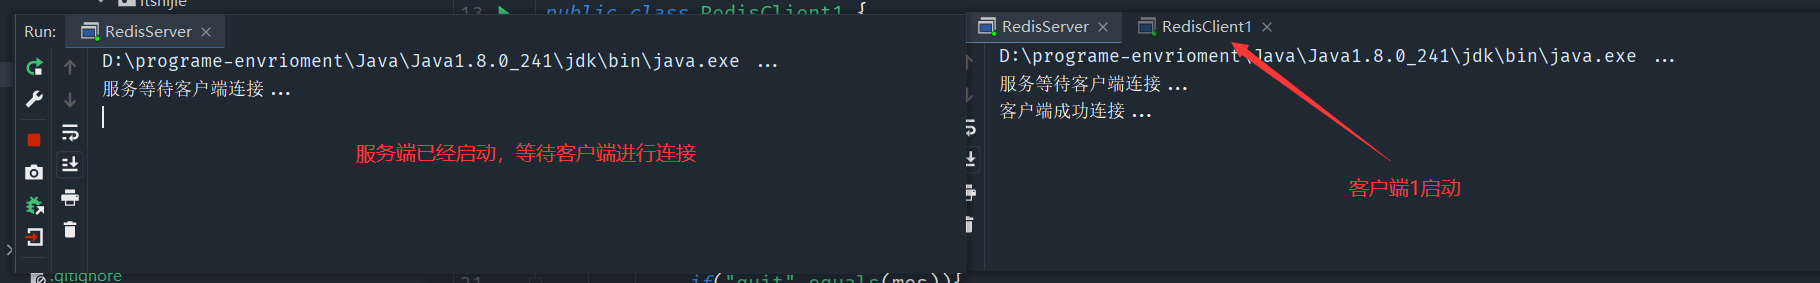 itshijie
13 public class RedisClient1 {
Run: RedisServer
D:\programe-envrioment\Java\Java1.8.0_241\jdk\bin\java.exe ...
服务等待客户端连接...
服务端已经启动，等待客户端进行连接
.gitignore
21 if("quit".equals(mes)){
RedisServer RedisClient1
D:\programe-envrioment\Java\Java1.8.0_241\jdk\bin\java.exe ...
服务等待客户端连接...
客户端成功连接...
客户端1启动